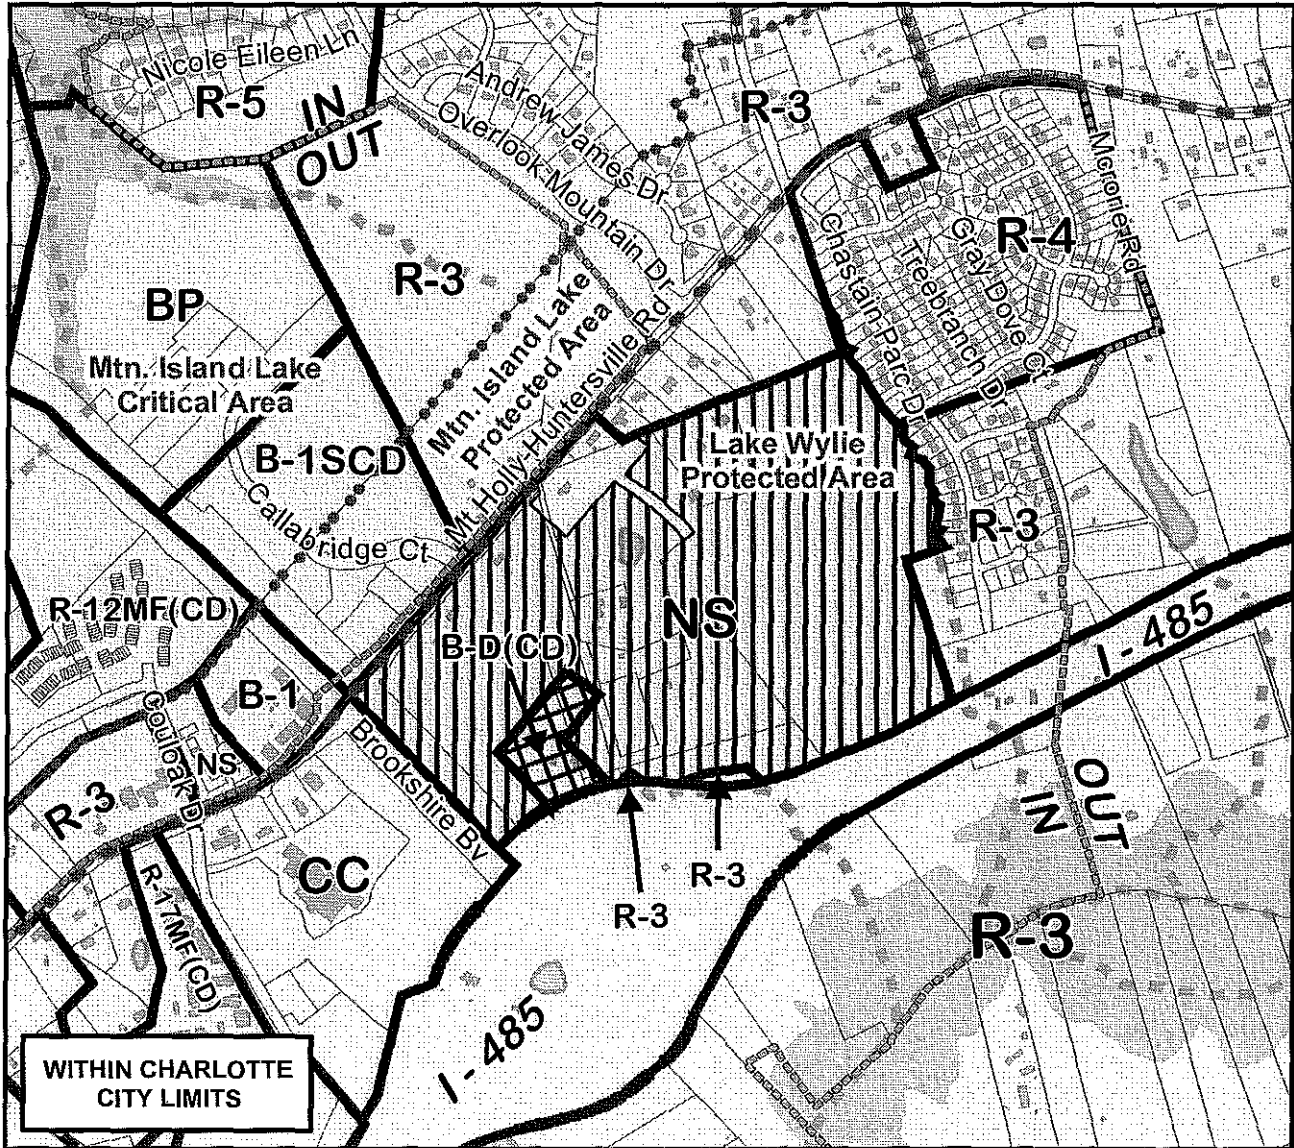 Nicole Eileen Ln
R-5
IN
OUT
Andrew James Dr
Overlook Mountain Dr
R-3
Mcrorie Rd
R-4
Chastain Parc Dr
Treebranch Dr
Gray Dove Ct
R-3
BP
Mtn. Island Lake
Critical Area
Mtn. Island Lake
Protected Area
Mt Holly-Huntersville Rd
B-1SCD
Callabridge Ct
Lake Wylie
Protected Area
R-3
R-12MF(CD)
B-D(CD)
NS
I - 485
B-1
Couloak Dr
NS
Brookshire Bv
R-3
OUT
IN
CC
R-3
R-3
R-17MF(CD)
R-3
I - 485
WITHIN CHARLOTTE
CITY LIMITS